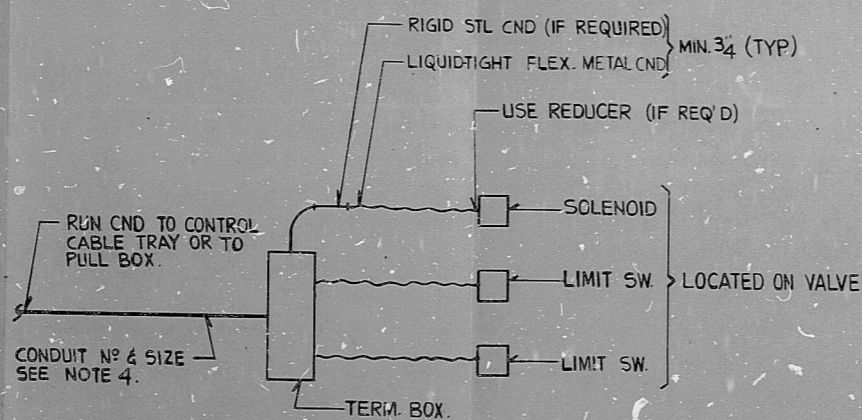 RIGID STL CND (IF REQUIRED)
LIQUIDTIGHT FLEX. METAL CND
MIN. 3/4" (TYP.)
USE REDUCER (IF REQ'D)
SOLENOID
RUN CND TO CONTROL
CABLE TRAY OR TO
PULL BOX.
LIMIT SW.
LOCATED ON VALVE
CONDUIT Nº & SIZE
SEE NOTE 4.
LIMIT SW.
TERM. BOX.